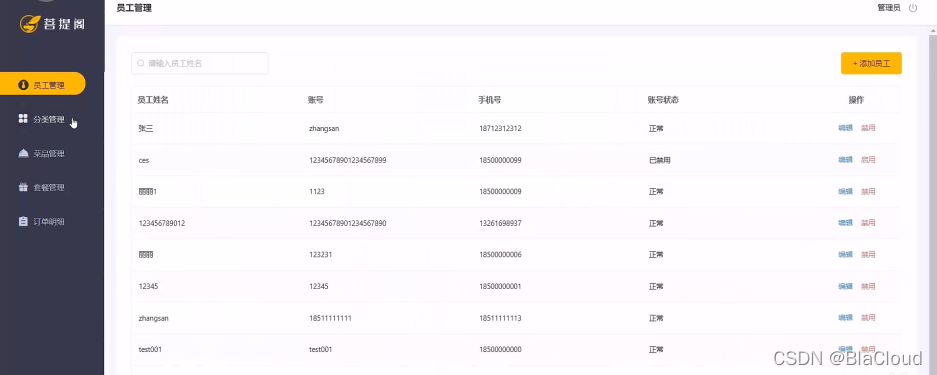 员工管理 管理员
菩提阁
请输入员工姓名 + 添加员工
员工管理
分类管理
菜品管理
套餐管理
订单明细
员工姓名 账号 手机号 账号状态 操作
张三 zhangsan 18712312312 正常 编辑 禁用
ces 12345678901234567899 18500000099 已禁用 编辑 启用
丽丽1 1123 18500000009 正常 编辑 禁用
123456789012 12345678901234567890 13261698937 正常 编辑 禁用
丽丽 123231 18500000006 正常 编辑 禁用
12345 12345 18500000001 正常 编辑 禁用
zhangsan 18511111111 18511111113 正常 编辑 禁用
test001 test001 18500000000 正常 编辑 禁用
CSDN @BlaCloud